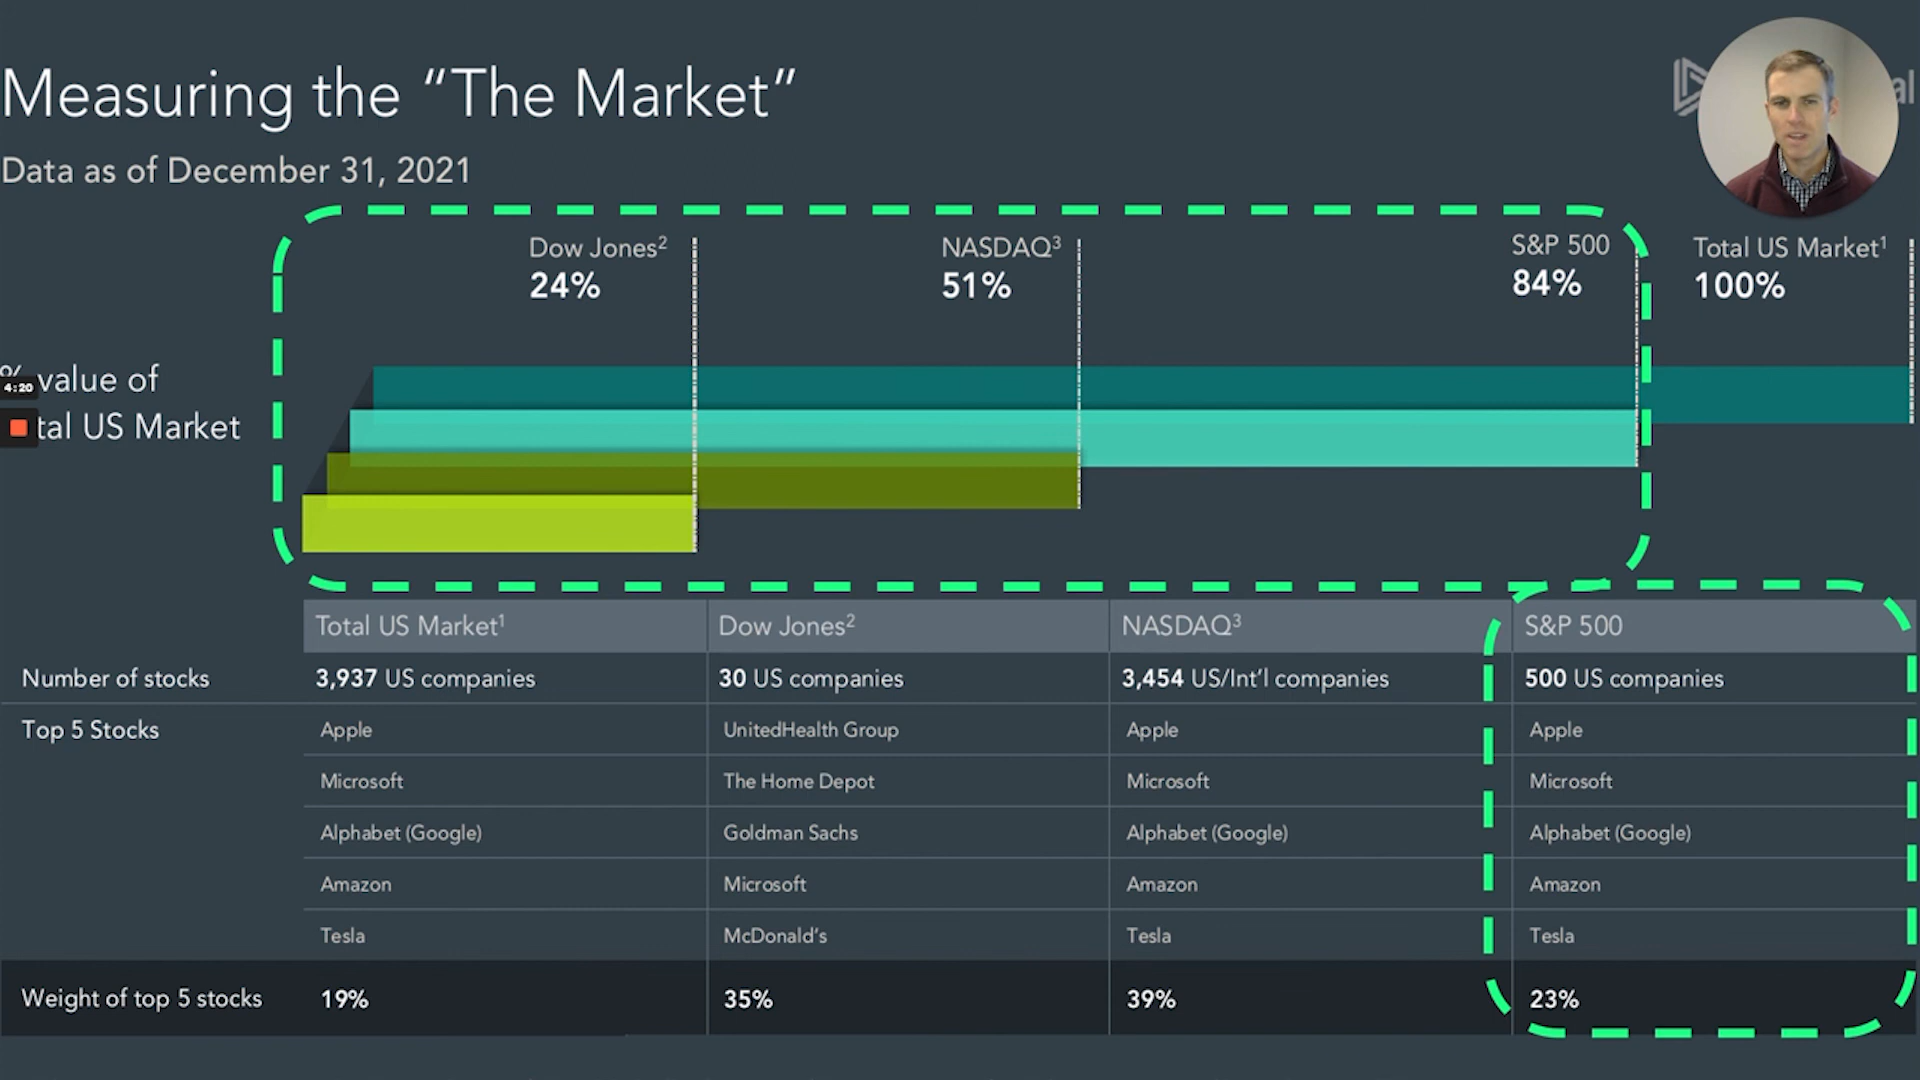 Measuring the “The Market”
al
Data as of December 31, 2021
Dow Jones2
24%
NASDAQ3
51%
S&P 500
84%
Total US Market1
100%
% value of
4:20
tal US Market
Total US Market1 Dow Jones2 NASDAQ3 S&P 500
Number of stocks 3,937 US companies 30 US companies 3,454 US/Int’l companies 500 US companies
Top 5 Stocks Apple UnitedHealth Group Apple Apple
Microsoft The Home Depot Microsoft Microsoft
Alphabet (Google) Goldman Sachs Alphabet (Google) Alphabet (Google)
Amazon Microsoft Amazon Amazon
Tesla McDonald’s Tesla Tesla
Weight of top 5 stocks 19% 35% 39% 23%